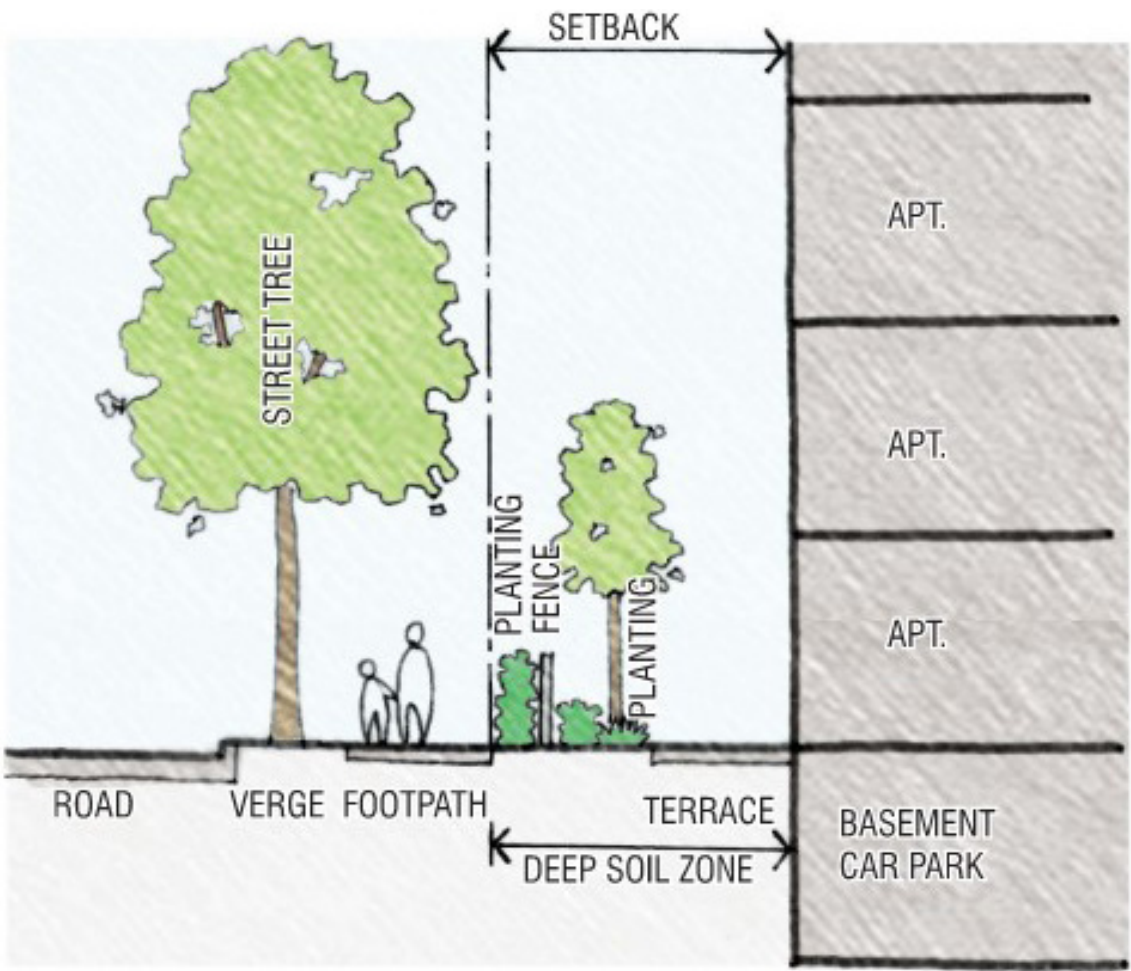 SETBACK
APT.
STREET TREE
APT.
PLANTING
FENCE
PLANTING
APT.
ROAD
VERGE
FOOTPATH
TERRACE
BASEMENT
CAR PARK
DEEP SOIL ZONE